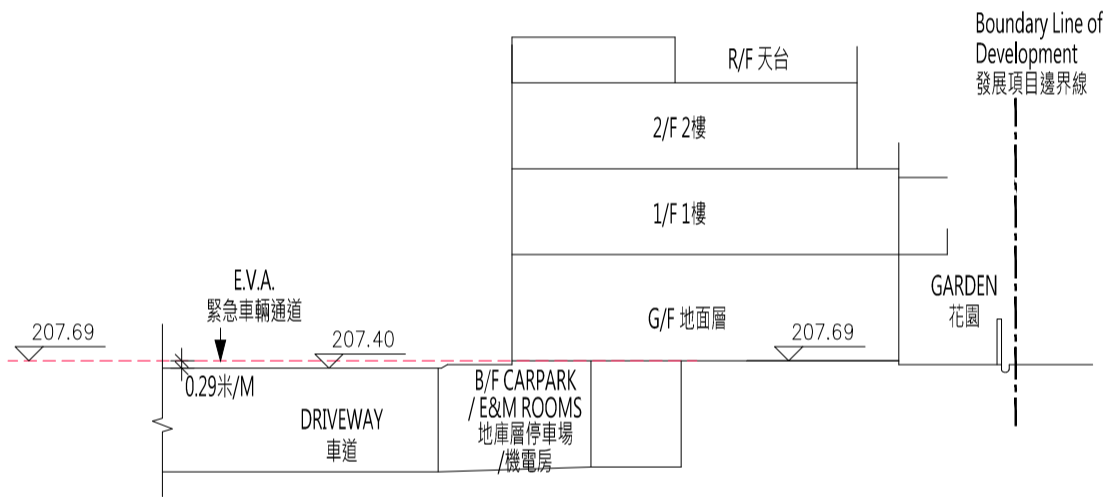 Boundary Line of
Development
發展項目邊界線
R/F 天台
2/F 2樓
1/F 1樓
E.V.A.
緊急車輛通道
GARDEN
花園
G/F 地面層
207.69
207.40
207.69
0.29米/M
B/F CARPARK
/ E&M ROOMS
地庫層停車場
/機電房
DRIVEWAY
車道